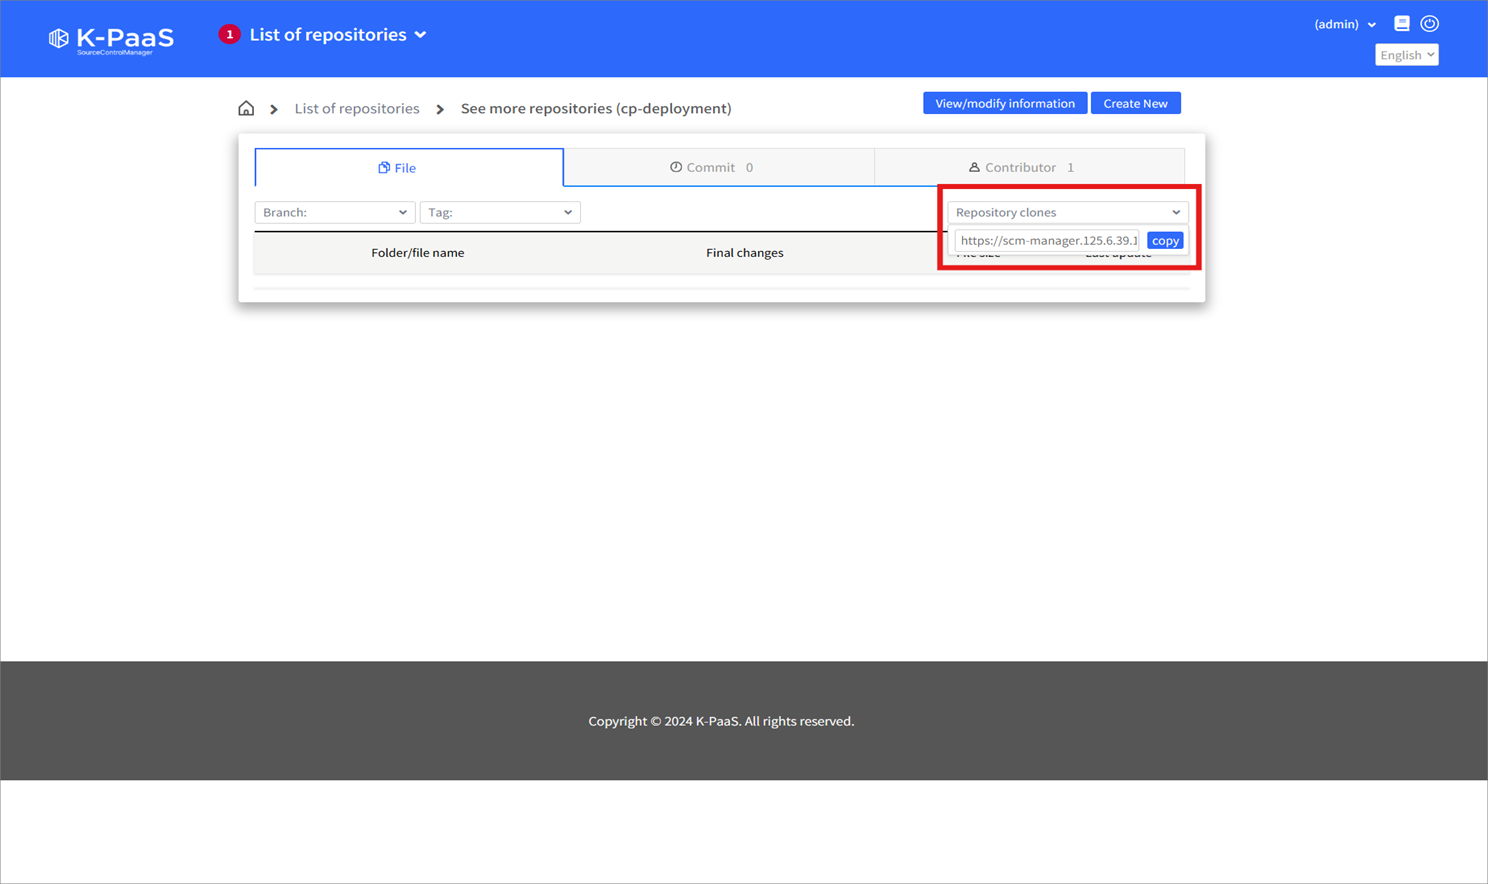 K-PaaS
SourceControlManager
1 List of repositories
(admin)
English
List of repositories
See more repositories (cp-deployment)
View/modify information
Create New
File
Commit 0
Contributor 1
Branch:
Tag:
Repository clones
https://scm-manager.125.6.39.1
copy
Folder/file name
Final changes
File size
Last update
Copyright © 2024 K-PaaS. All rights reserved.